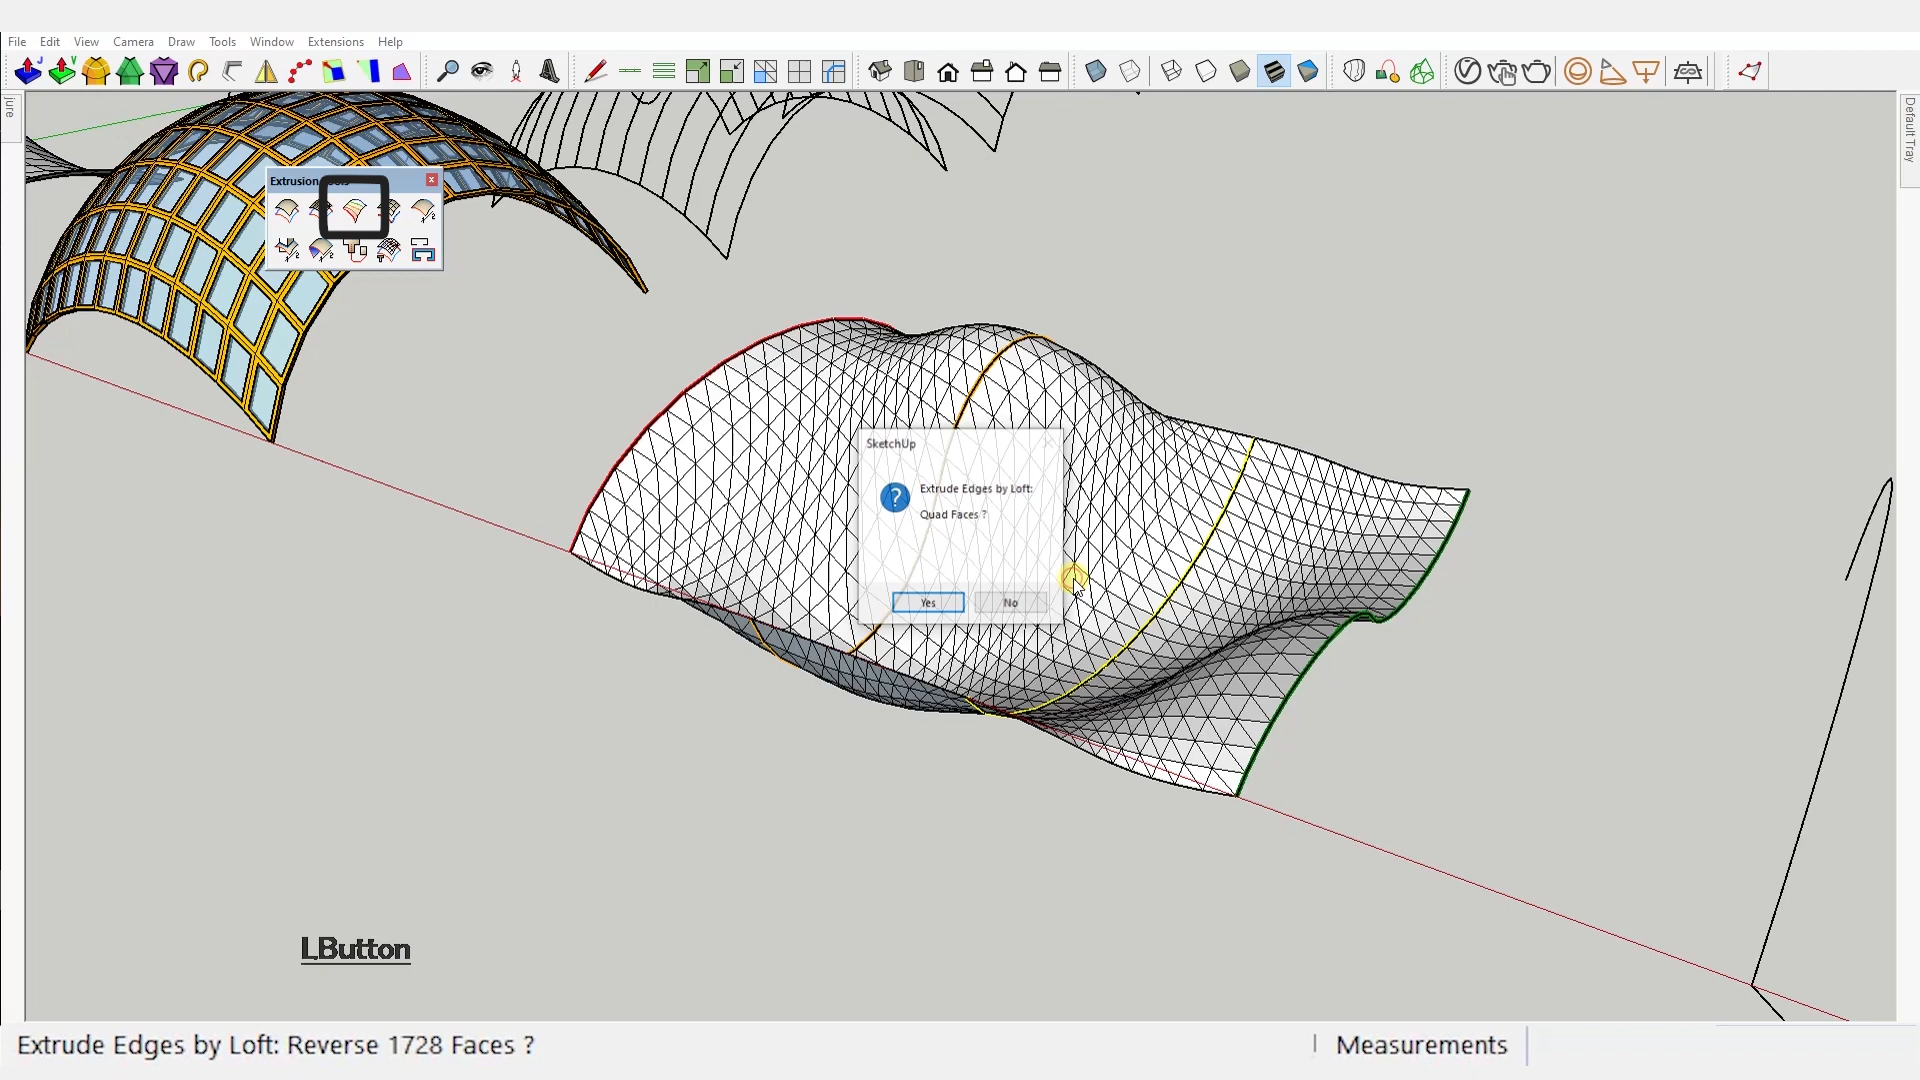 File Edit View Camera Draw Tools Window Extensions Help
Default Tray
Extrusion
SketchUp
Extrude Edges by Loft:
Quad Faces ?
Yes No
LButton
Extrude Edges by Loft: Reverse 1728 Faces ?
Measurements